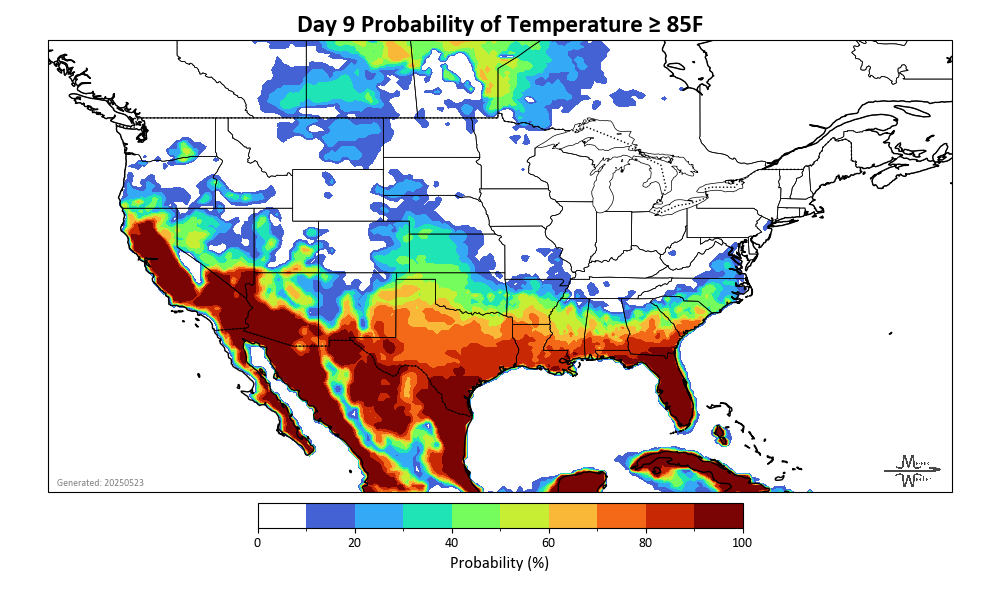 Day 9 Probability of Temperature ≥ 85F
Generated: 20250523
0 20 40 60 80 100
Probability (%)